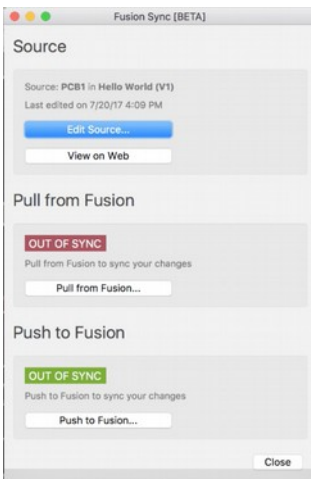 Fusion Sync [BETA]
Source
Source: PCB1 in Hello World (V1)
Last edited on 7/20/17 4:09 PM
Edit Source...
View on Web
Pull from Fusion
OUT OF SYNC
Pull from Fusion to sync your changes
Pull from Fusion...
Push to Fusion
OUT OF SYNC
Push to Fusion to sync your changes
Push to Fusion...
Close